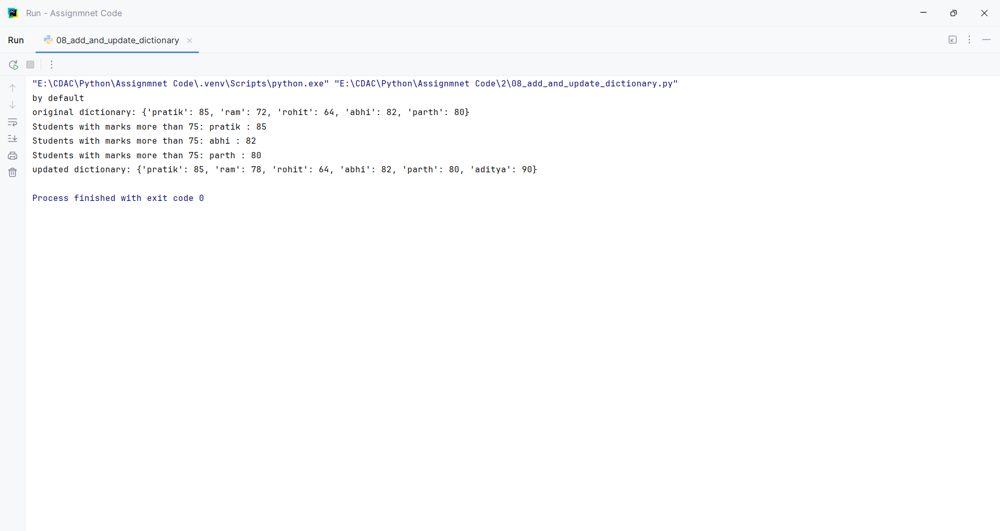 Run - Assignmnet Code
Run 08_add_and_update_dictionary
"E:\CDAC\Python\Assignmnet Code\.venv\Scripts\python.exe" "E:\CDAC\Python\Assignmnet Code\2\08_add_and_update_dictionary.py"
by default
original dictionary: {'pratik': 85, 'ram': 72, 'rohit': 64, 'abhi': 82, 'parth': 80}
Students with marks more than 75: pratik : 85
Students with marks more than 75: abhi : 82
Students with marks more than 75: parth : 80
updated dictionary: {'pratik': 85, 'ram': 78, 'rohit': 64, 'abhi': 82, 'parth': 80, 'aditya': 90}
Process finished with exit code 0